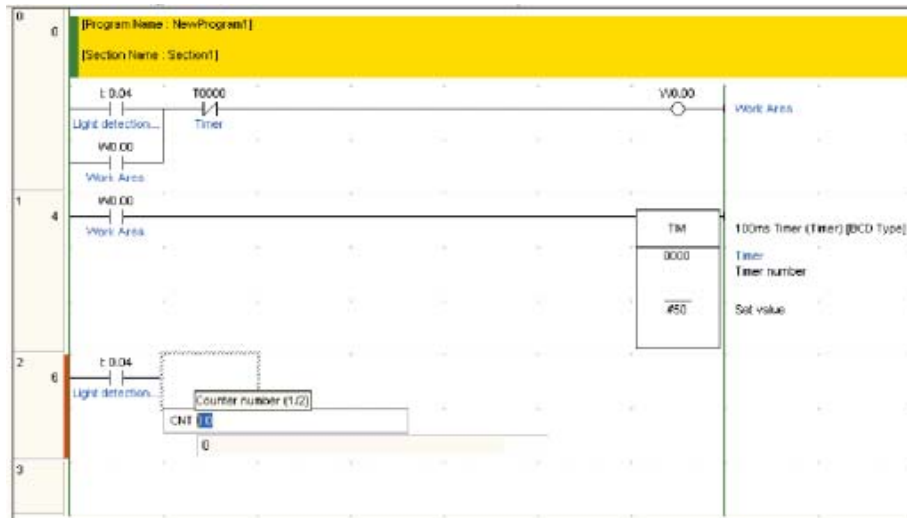 0
0
[Program Name : NewProgram1]
[Section Name : Section1]
I: 0.04
T0000
W0.00
Work Area
Light detection...
Timer
W0.00
Work Area
1
4
W0.00
Work Area
TIM
100ms Timer (Timer) [BCD Type]
0000
Timer
Timer number
#50
Set value
2
6
I: 0.04
Light detection...
Counter number (1/2)
CNT
0
3